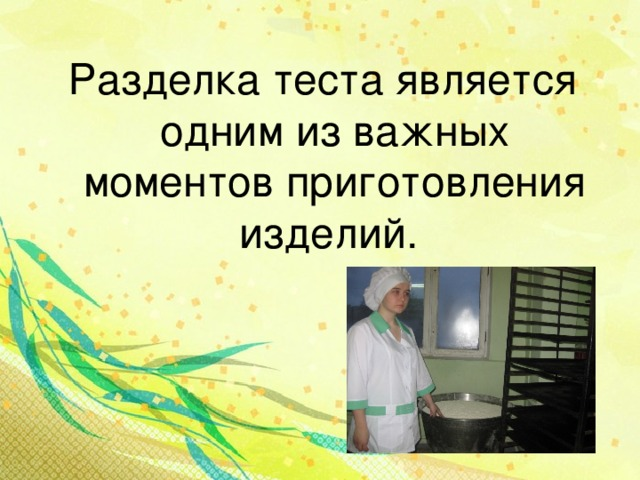 Разделка теста является
одним из важных
моментов приготовления
изделий.